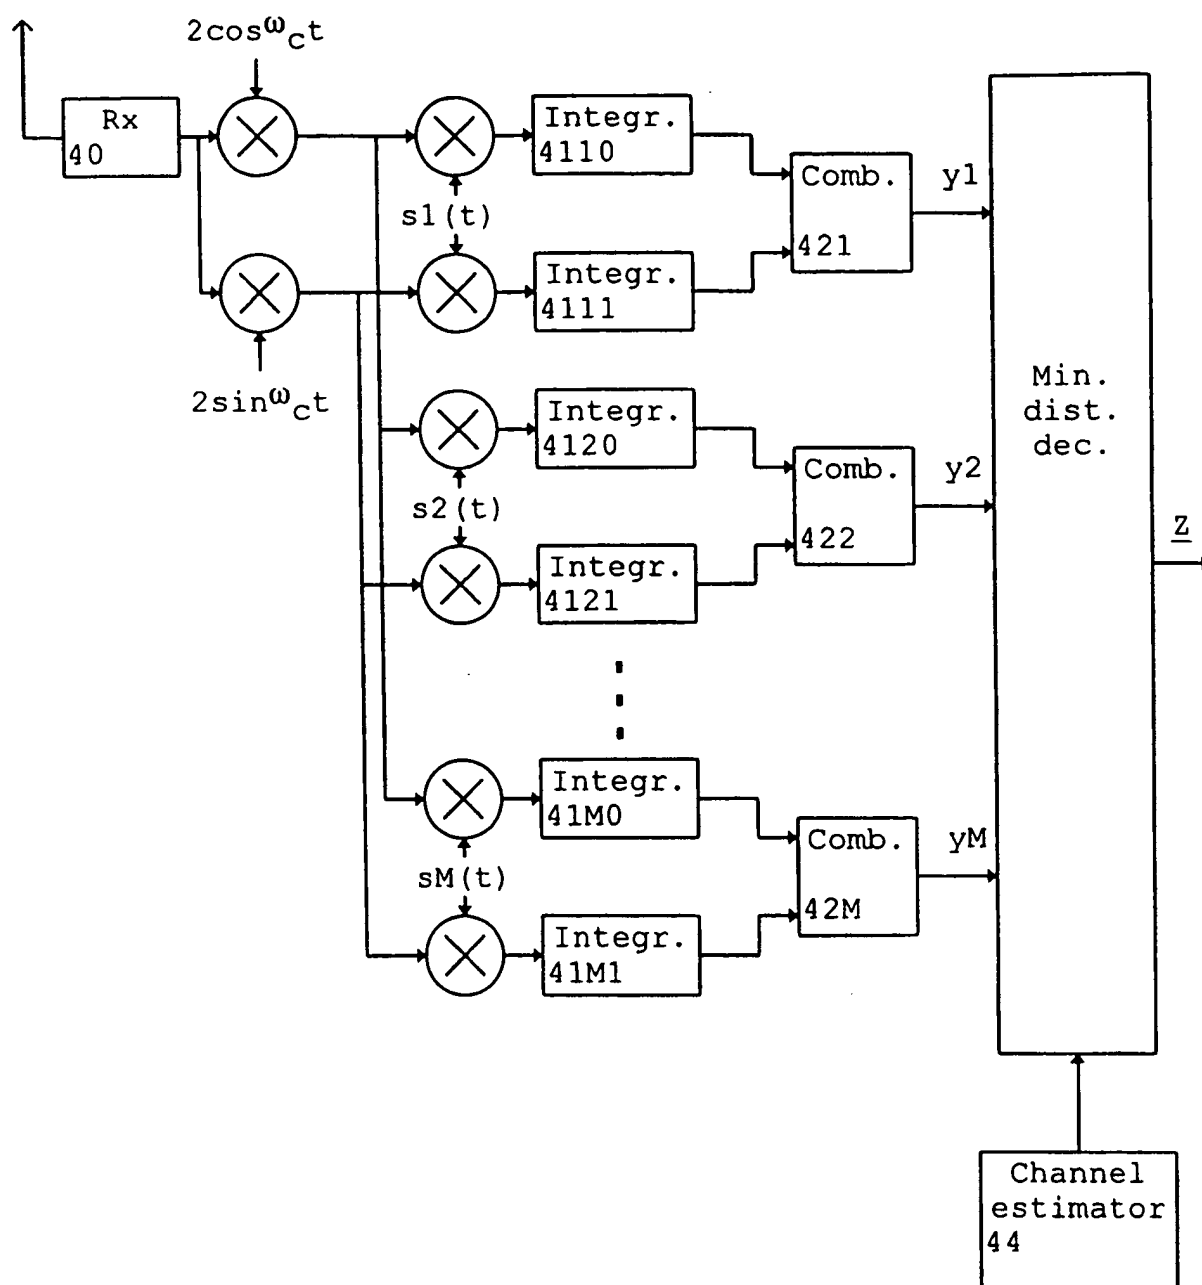 2cosωct
Rx
40
Integr.
4110
Comb.
421
y1
s1(t)
Integr.
4111
2sinωct
Min.
dist.
dec.
Integr.
4120
Comb.
422
y2
s2(t)
Integr.
4121
Z
Integr.
41M0
Comb.
42M
yM
sM(t)
Integr.
41M1
Channel
estimator
44